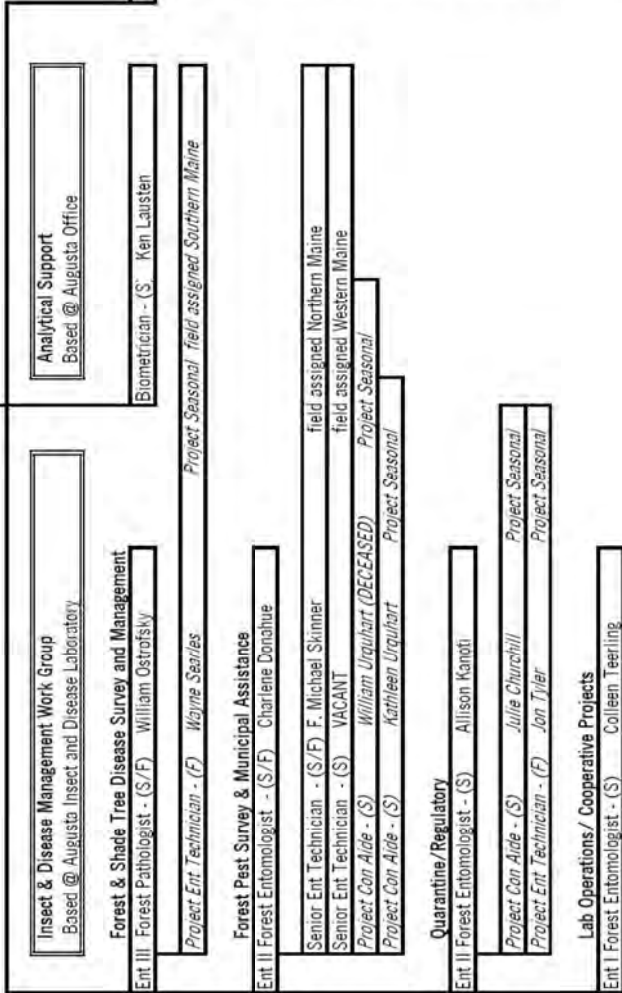 Insect & Disease Management Work Group
Based @ Augusta Insect and Disease Laboratory
Analytical Support
Based @ Augusta Office
Forest & Shade Tree Disease Survey and Management
Ent III Forest Pathologist - (S/F) William Ostrofsky
Biometrician - (S: Ken Lausten
Project Ent Technician - (F) Wayne Searles Project Seasonal field assigned Southern Maine
Forest Pest Survey & Municipal Assistance
Ent II Forest Entomologist - (S/F) Charlene Donahue
Senior Ent Technician - (S/F) F. Michael Skinner field assigned Northern Maine
Senior Ent Technician - (S) VACANT field assigned Western Maine
Project Con Aide - (S) William Urquhart (DECEASED) Project Seasonal
Project Con Aide - (S) Kathleen Urquhart Project Seasonal
Quarantine/Regulatory
Ent II Forest Entomologist - (S) Allison Kanoti
Project Con Aide - (S) Julie Churchill Project Seasonal
Project Ent Technician - (F) Jon Tyler Project Seasonal
Lab Operations/ Cooperative Projects
Ent I Forest Entomologist - (S) Colleen Teerling